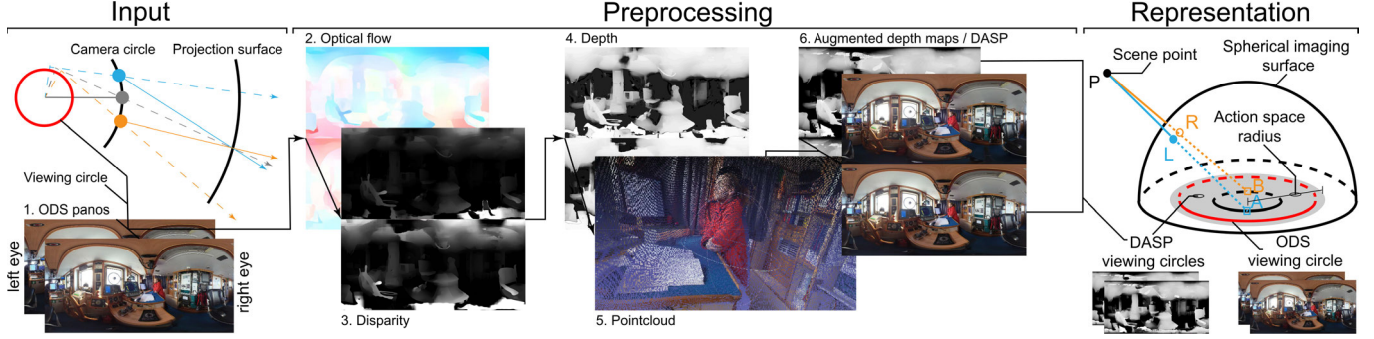 Input
Preprocessing
Representation
Camera circle
Projection surface
Viewing circle
1. ODS panos
left eye
right eye
2. Optical flow
3. Disparity
4. Depth
5. Pointcloud
6. Augmented depth maps / DASP
Scene point
P
Spherical imaging
surface
Action space
radius
R
L
B
A
DASP
viewing circles
ODS
viewing circle